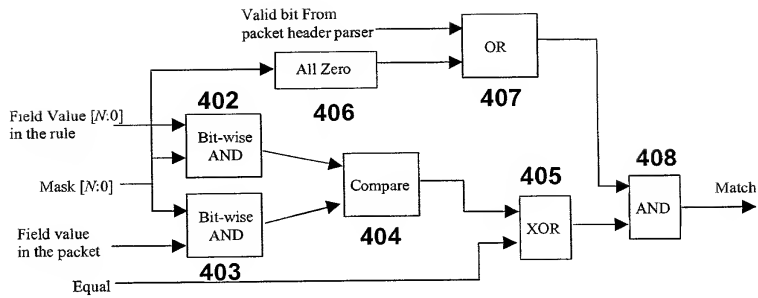 Valid bit From
packet header parser
OR
All Zero
402
406
407
Field Value [N:0]
in the rule
Bit-wise
AND
405
408
Mask [N:0]
Compare
Match
Bit-wise
AND
404
XOR
AND
Field value
in the packet
403
Equal